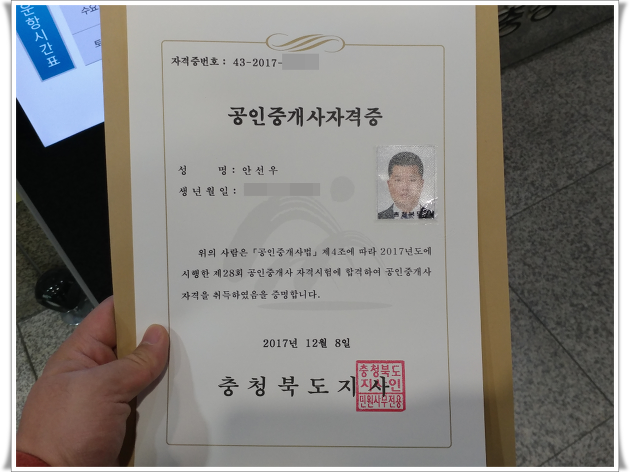 문항시간표
수요
토
자격증번호 : 43-2017-
공인중개사자격증
성 명 : 안선우
생년월일 :
위의 사람은 「공인중개사법」 제4조에 따라 2017년도에
시행한 제28회 공인중개사 자격시험에 합격하여 공인중개사
자격을 취득하였음을 증명합니다.
2017년 12월 8일
충청북도지사
충청북도
지사인
민원사무전용